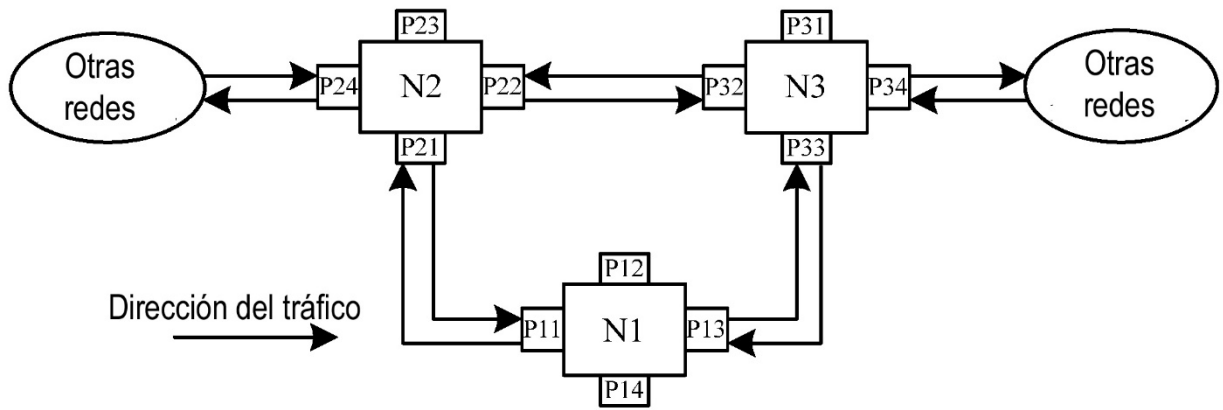 P23
P31
Otras
redes
P24
N2
P22
P32
N3
P34
Otras
redes
P21
P33
P12
Dirección del tráfico
P11
N1
P13
P14